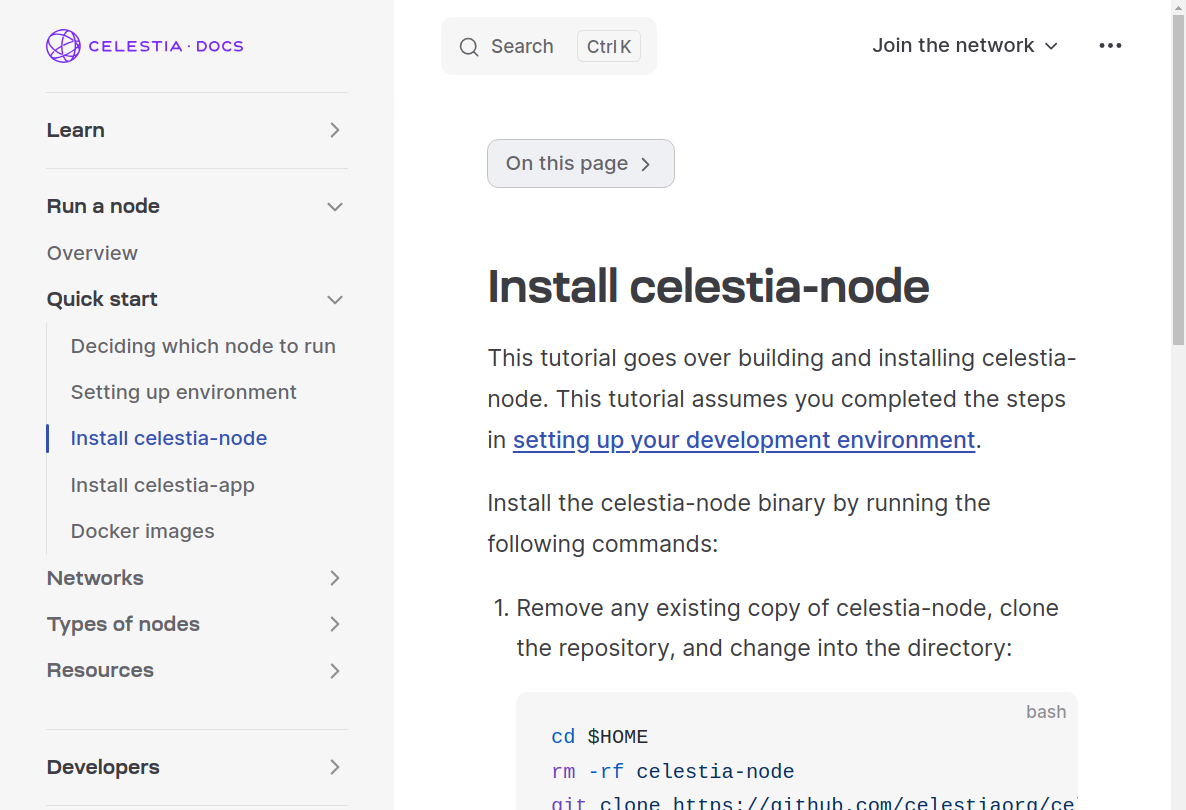 CELESTIA · DOCS
Search
Ctrl K
Join the network
Learn
Run a node
Overview
Quick start
Deciding which node to run
Setting up environment
Install celestia-node
Install celestia-app
Docker images
Networks
Types of nodes
Resources
Developers
On this page
Install celestia-node
This tutorial goes over building and installing celestia-
node. This tutorial assumes you completed the steps
in setting up your development environment.
Install the celestia-node binary by running the
following commands:
1. Remove any existing copy of celestia-node, clone
the repository, and change into the directory:
bash
cd $HOME
rm -rf celestia-node
git clone https://github.com/celestiaorg/cel